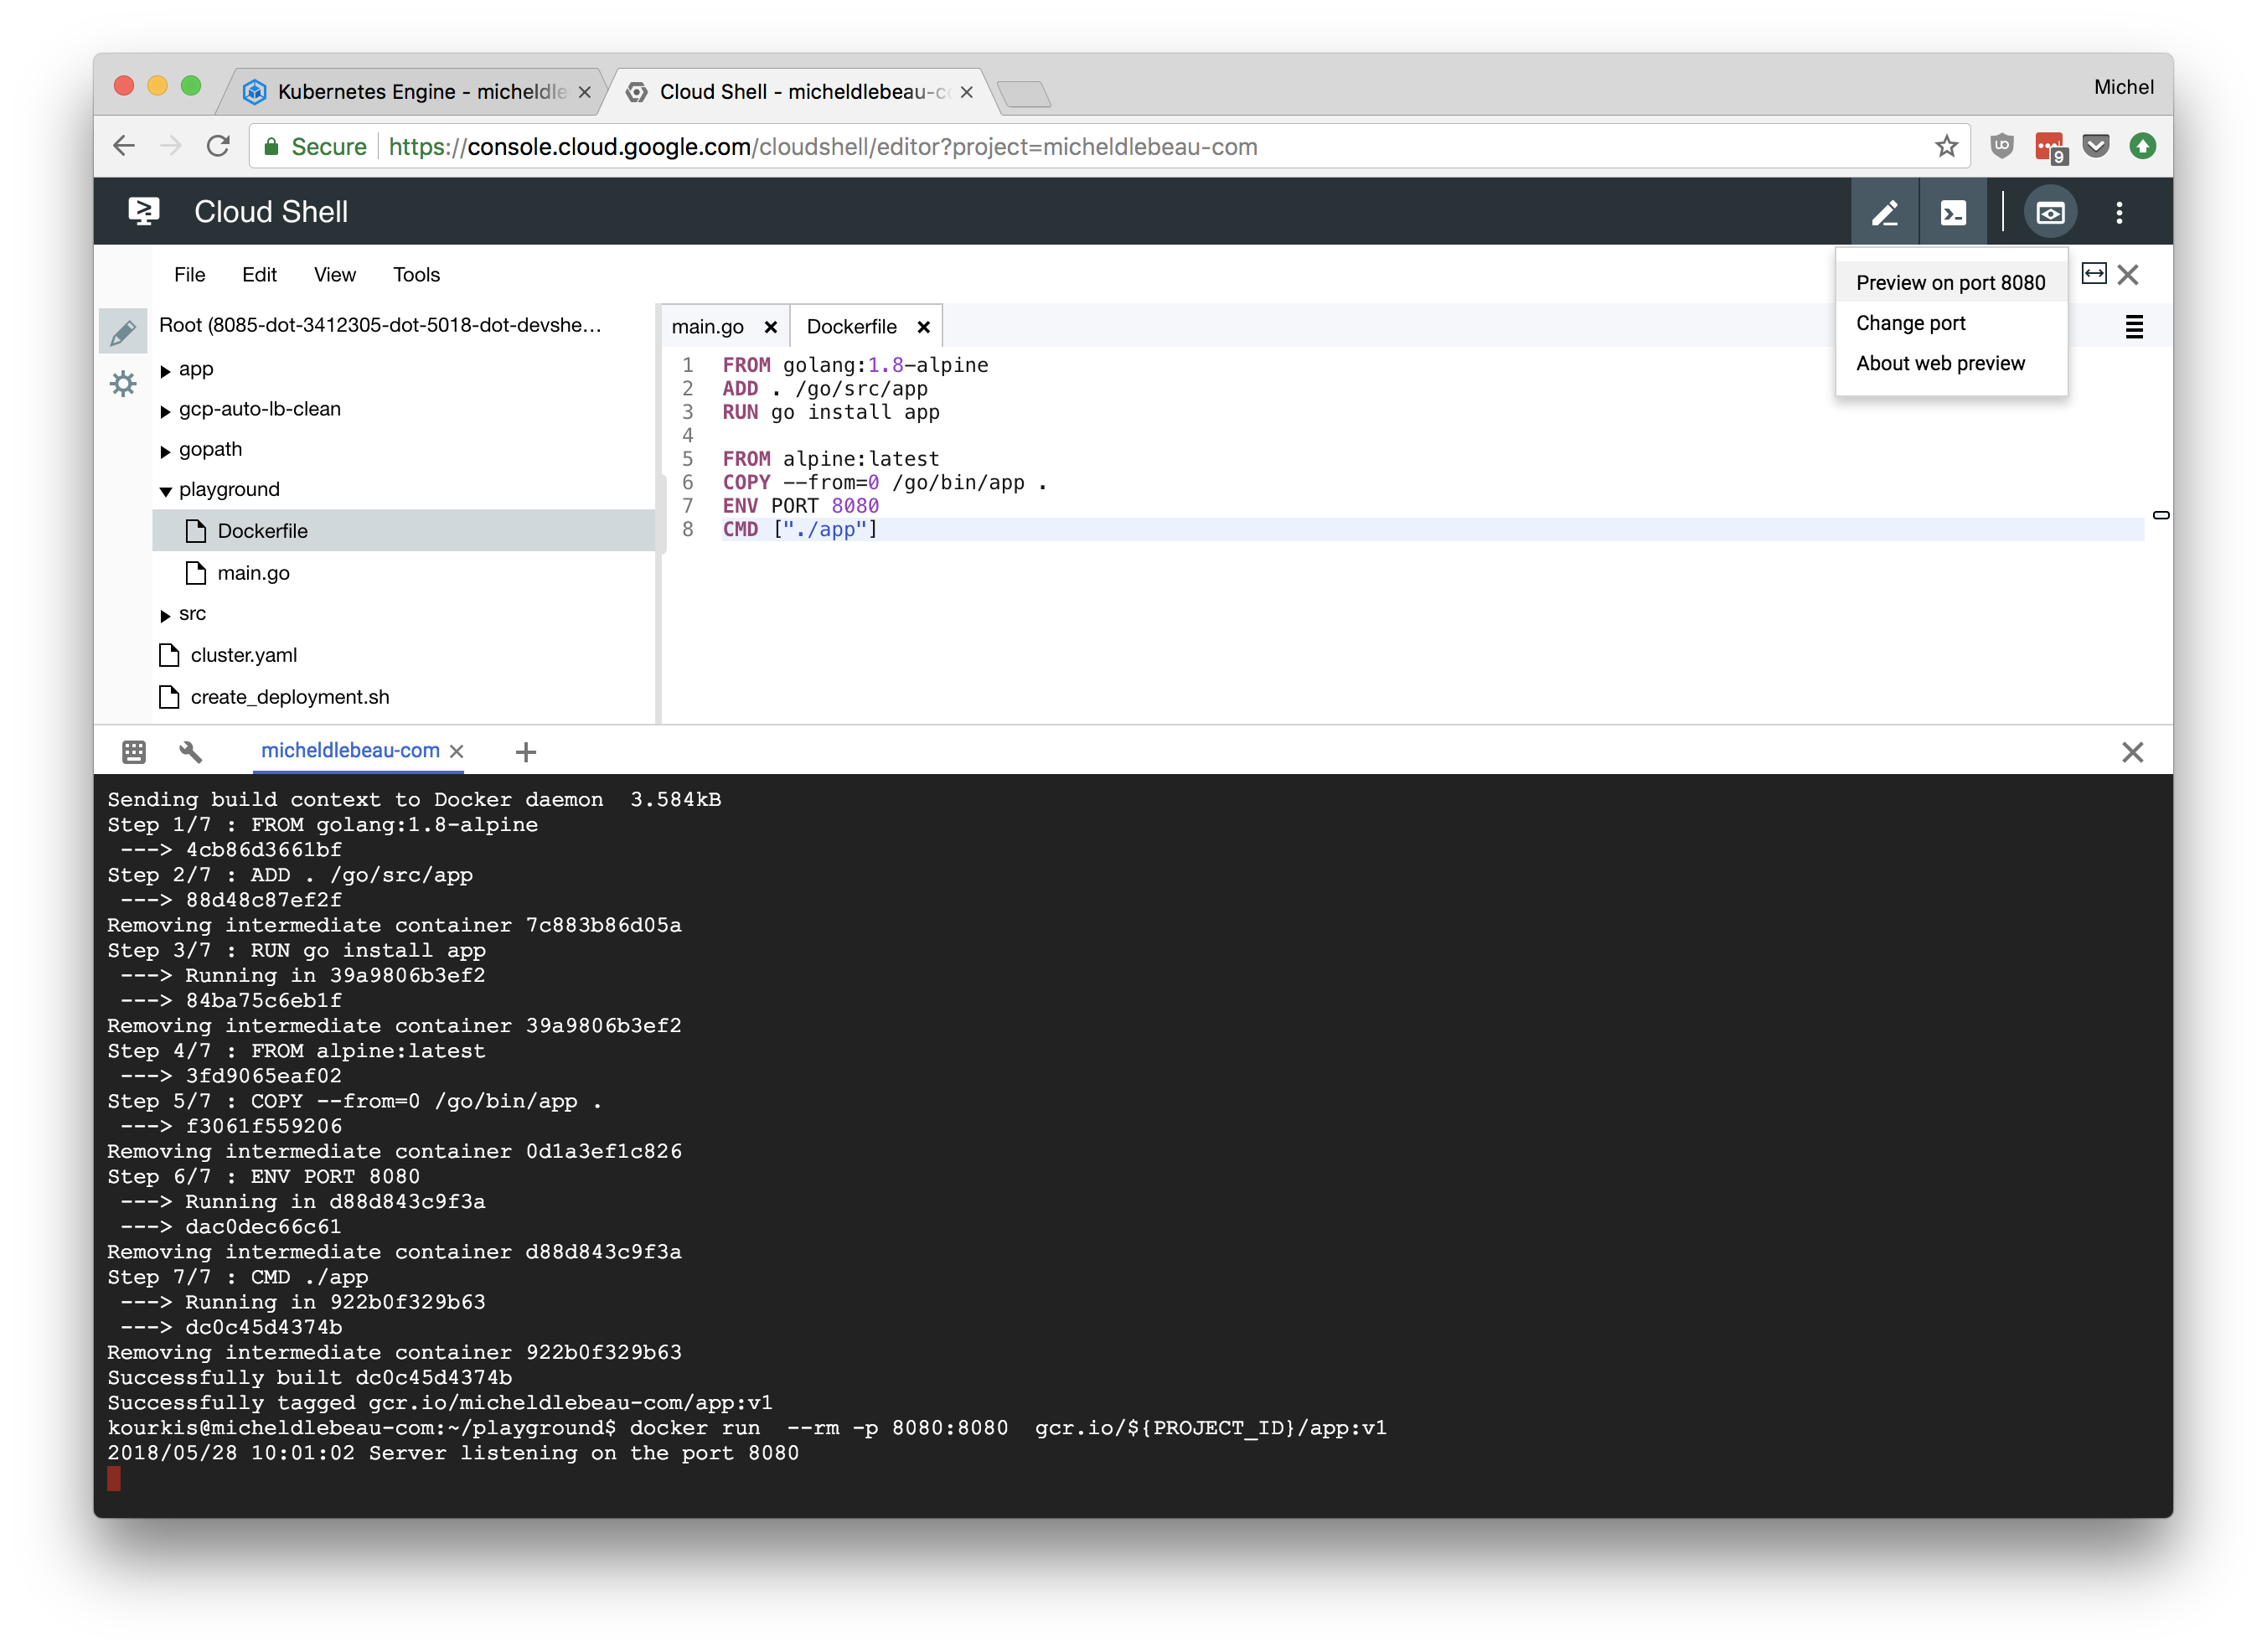 Kubernetes Engine - micheldle
Cloud Shell - micheldlebeau-c
Michel
Secure
https://console.cloud.google.com/cloudshell/editor?project=micheldlebeau-com
9
Cloud Shell
File Edit View Tools
Preview on port 8080
Change port
About web preview
Root (8085-dot-3412305-dot-5018-dot-devshe...
app
gcp-auto-lb-clean
gopath
playground
Dockerfile
main.go
src
cluster.yaml
create_deployment.sh
main.go
Dockerfile
1 FROM golang:1.8-alpine
2 ADD . /go/src/app
3 RUN go install app
4
5 FROM alpine:latest
6 COPY --from=0 /go/bin/app .
7 ENV PORT 8080
8 CMD ["./app"]
micheldlebeau-com
Sending build context to Docker daemon  3.584kB
Step 1/7 : FROM golang:1.8-alpine
 ---> 4cb86d3661bf
Step 2/7 : ADD . /go/src/app
 ---> 88d48c87ef2f
Removing intermediate container 7c883b86d05a
Step 3/7 : RUN go install app
 ---> Running in 39a9806b3ef2
 ---> 84ba75c6eb1f
Removing intermediate container 39a9806b3ef2
Step 4/7 : FROM alpine:latest
 ---> 3fd9065eaf02
Step 5/7 : COPY --from=0 /go/bin/app .
 ---> f3061f559206
Removing intermediate container 0d1a3ef1c826
Step 6/7 : ENV PORT 8080
 ---> Running in d88d843c9f3a
 ---> dac0dec66c61
Removing intermediate container d88d843c9f3a
Step 7/7 : CMD ./app
 ---> Running in 922b0f329b63
 ---> dc0c45d4374b
Removing intermediate container 922b0f329b63
Successfully built dc0c45d4374b
Successfully tagged gcr.io/micheldlebeau-com/app:v1
kourkis@micheldlebeau-com:~/playground$ docker run  --rm -p 8080:8080  gcr.io/${PROJECT_ID}/app:v1
2018/05/28 10:01:02 Server listening on the port 8080